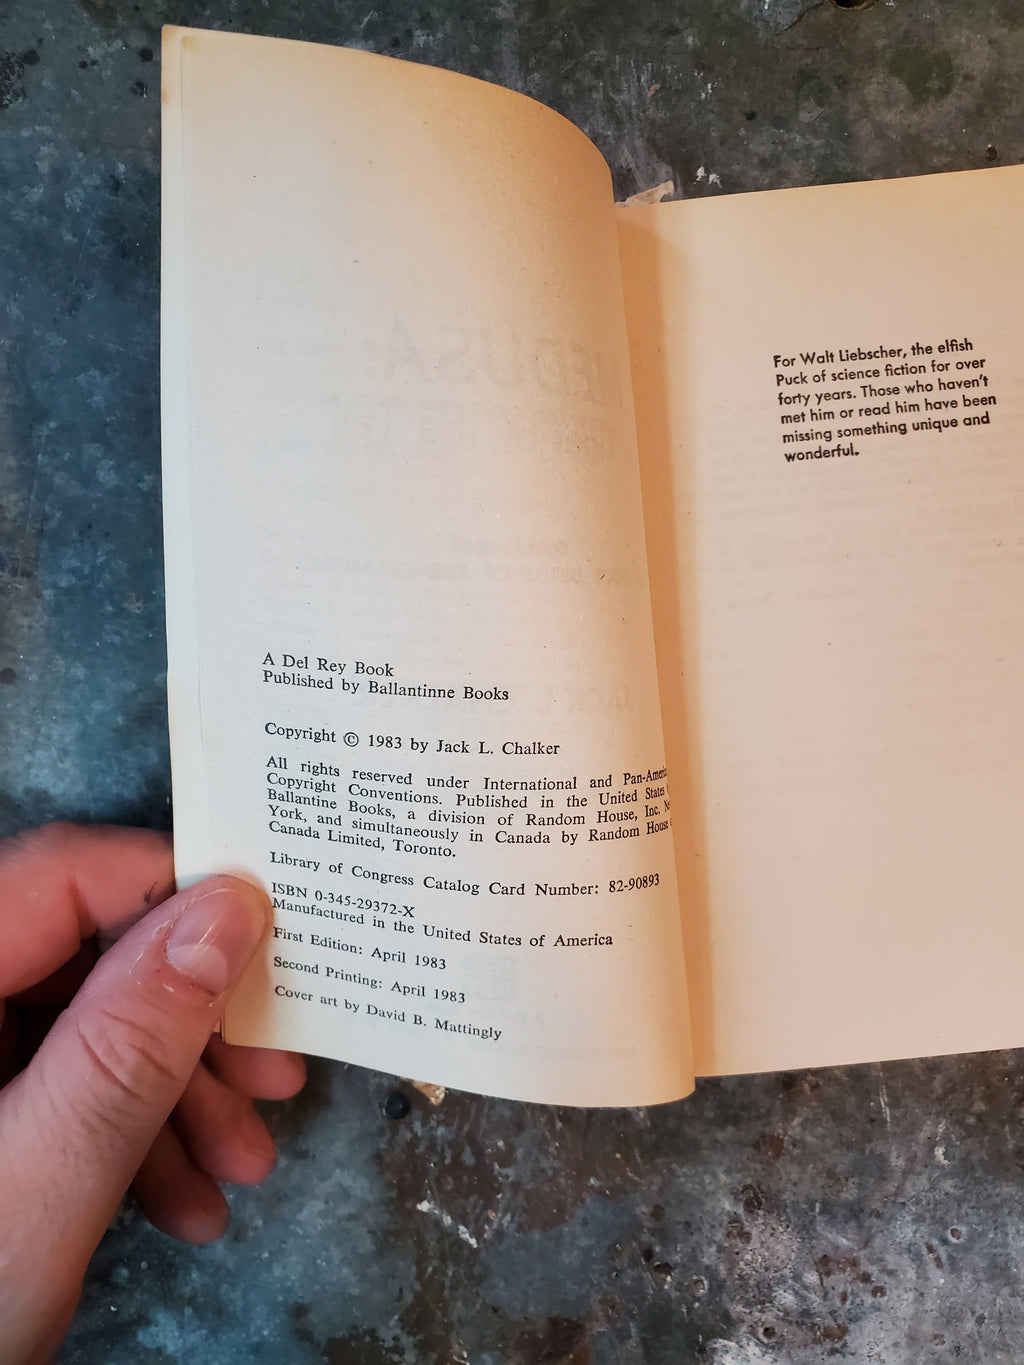 A Del Rey Book
Published by Ballantinne Books
Copyright © 1983 by Jack L. Chalker
All rights reserved under International and Pan-Americ
Copyright Conventions. Published in the United States
Ballantine Books, a division of Random House, Inc. Ne
York, and simultaneously in Canada by Random House
Canada Limited, Toronto.
Library of Congress Catalog Card Number: 82-90893
ISBN 0-345-29372-X
Manufactured in the United States of America
First Edition: April 1983
Second Printing: April 1983
Cover art by David B. Mattingly
For Walt Liebscher, the elfish
Puck of science fiction for over
forty years. Those who haven't
met him or read him have been
missing something unique and
wonderful.